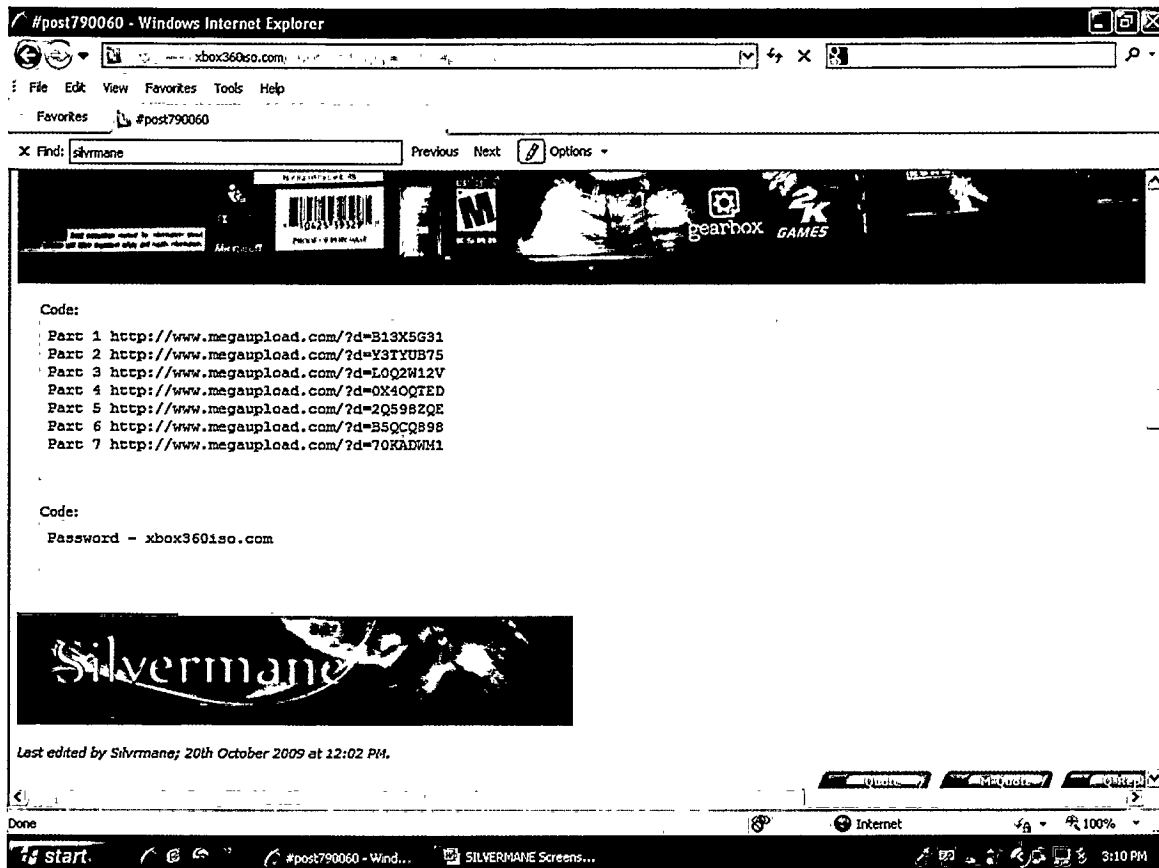 #post790060 - Windows Internet Explorer
xbox360iso.com
File Edit View Favorites Tools Help
Favorites #post790060
X Find: silvrmane Previous Next Options
Microsoft
M
gearbox
2K
GAMES
Code:
Part 1 http://www.megaupload.com/?d=B13X5G31
Part 2 http://www.megaupload.com/?d=Y3TYUB75
Part 3 http://www.megaupload.com/?d=L0Q2W12V
Part 4 http://www.megaupload.com/?d=0X4OQTED
Part 5 http://www.megaupload.com/?d=2Q598ZQE
Part 6 http://www.megaupload.com/?d=B5QCQ898
Part 7 http://www.megaupload.com/?d=70KADWM1
Code:
Password - xbox360iso.com
Silvermane
Last edited by Silvrmane; 20th October 2009 at 12:02 PM.
Quote M-Quote Q-Repl
Done Internet 100%
start #post790060 - Wind... SILVERMANE Screens... 3:10 PM